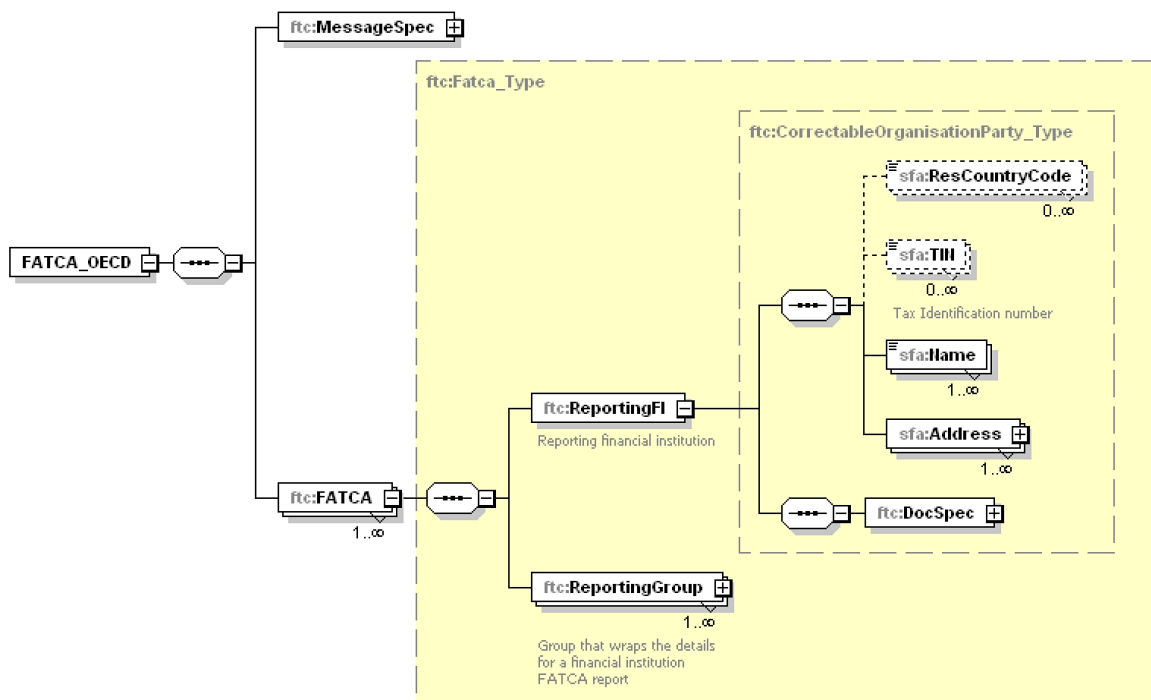 ftc:MessageSpec
ftc:Fatca_Type
ftc:CorrectableOrganisationParty_Type
sfa:ResCountryCode
0..∞
FATCA_OECD
sfa:TIN
0..∞
Tax Identification number
sfa:Name
1..∞
ftc:ReportingFI
Reporting financial institution
sfa:Address
1..∞
ftc:FATCA
1..∞
ftc:DocSpec
ftc:ReportingGroup
1..∞
Group that wraps the details
for a financial institution
FATCA report